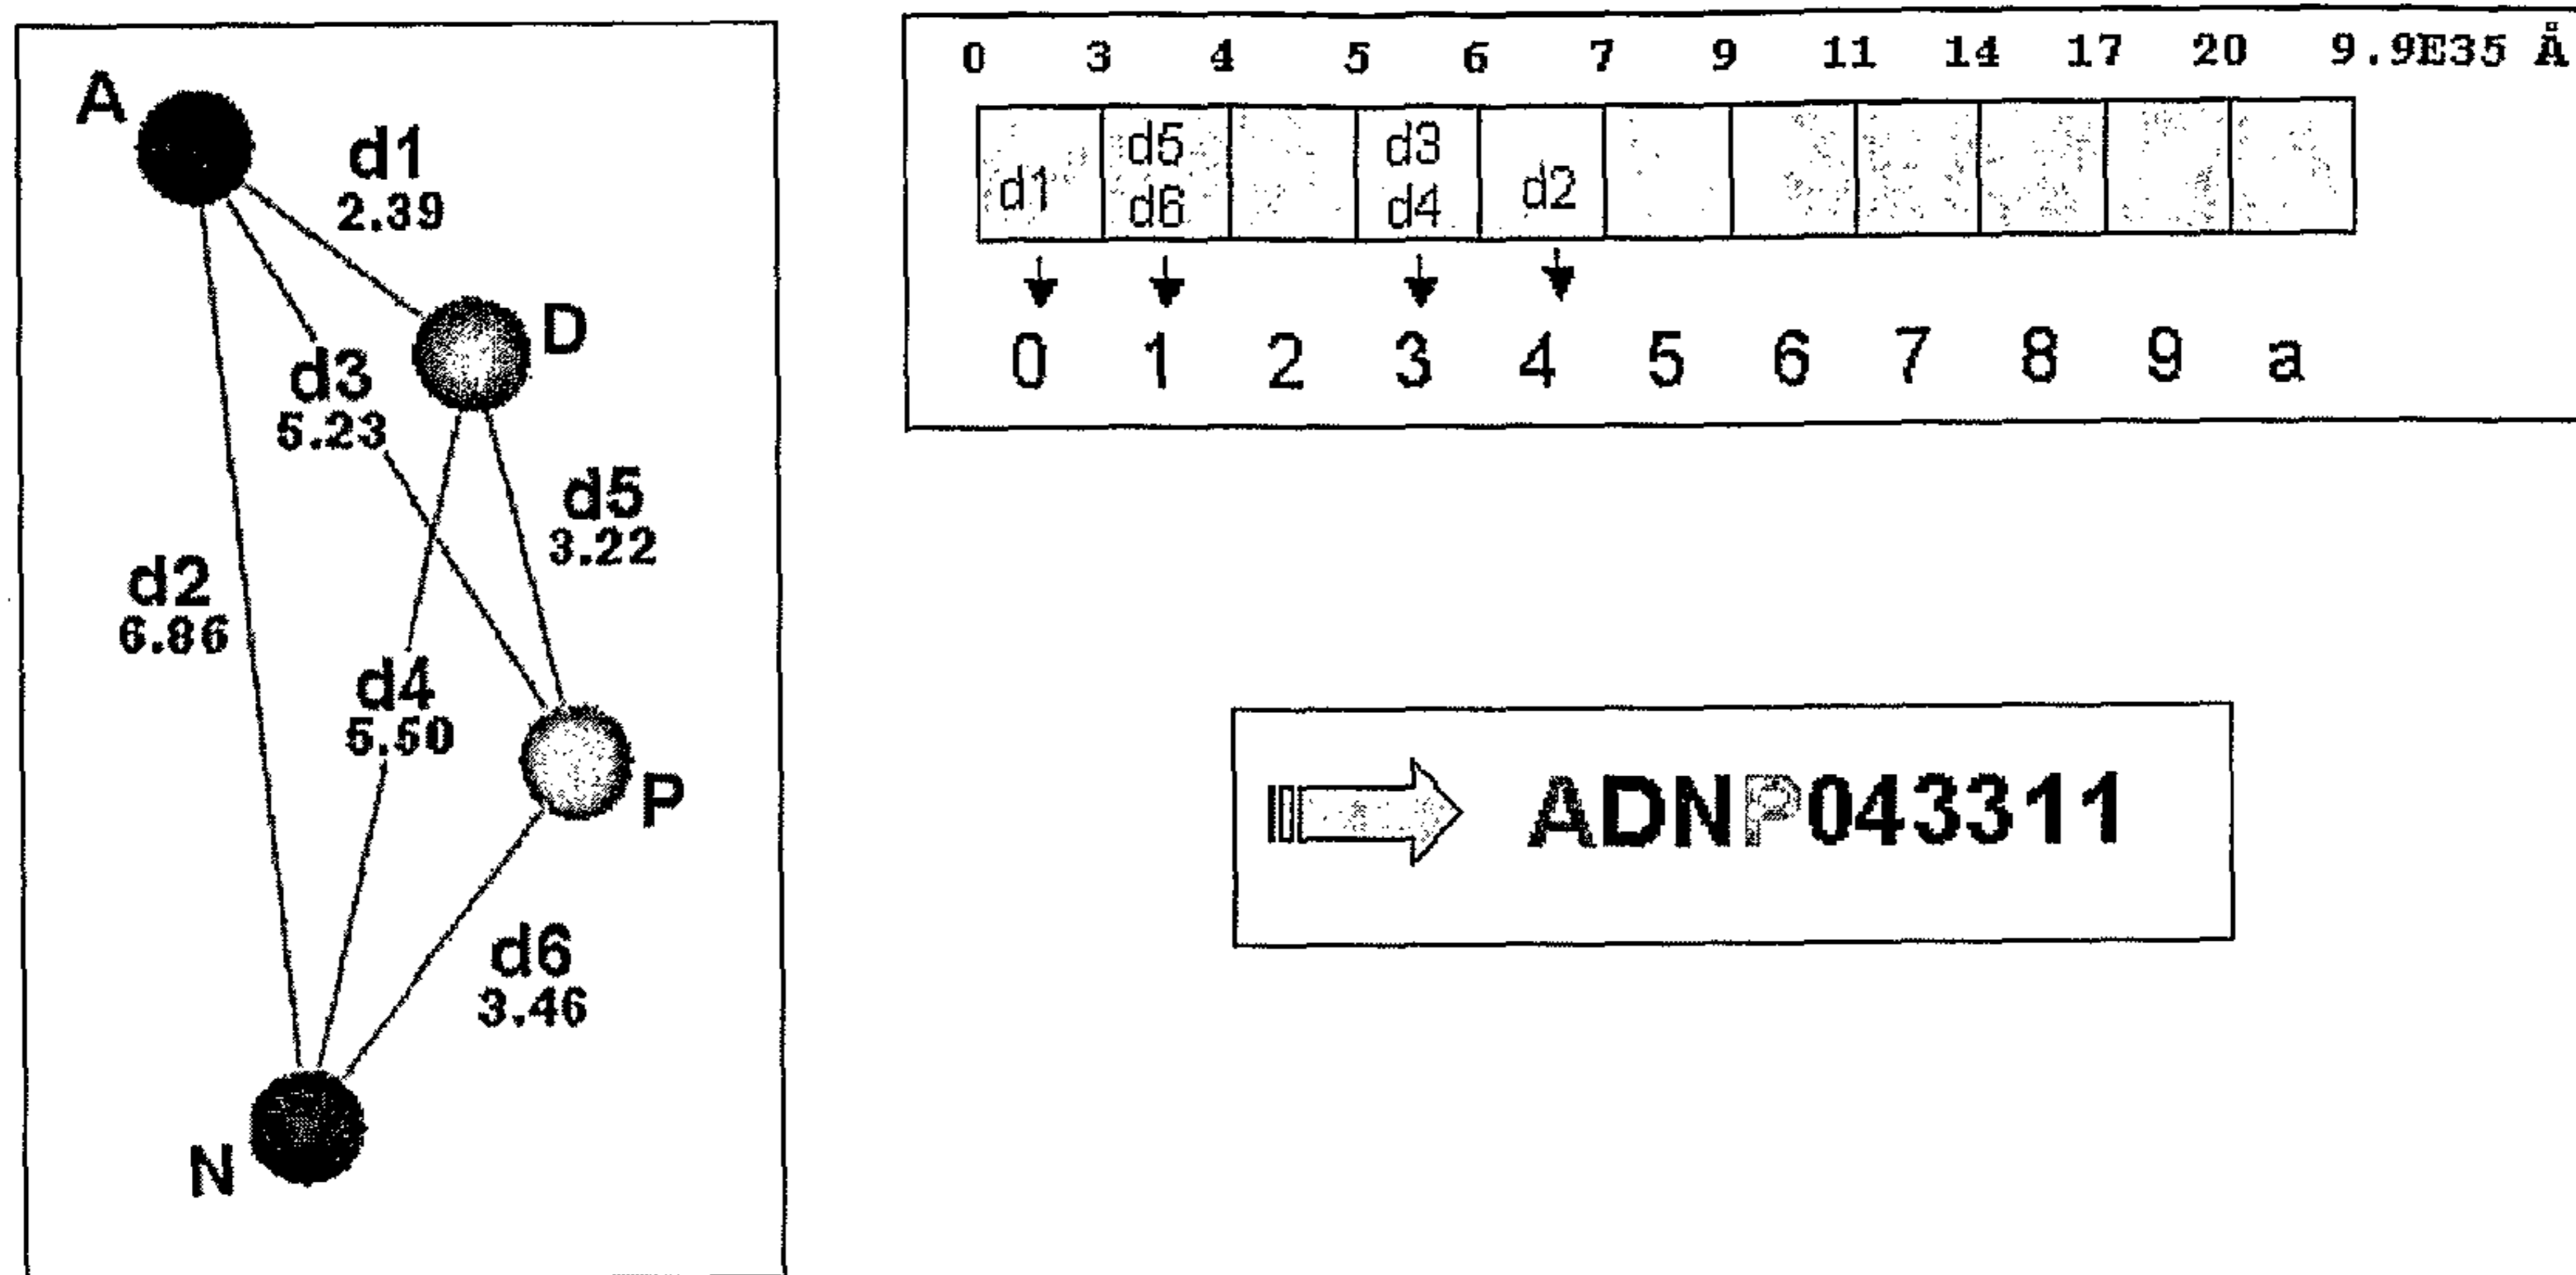 A
d1
2.39
D
d3
5.23
d5
3.22
d2
6.86
d4
5.50
P
d6
3.46
N
0 3 4 5 6 7 9 11 14 17 20 9.9E35 Å
d1 d5 d3 d2
d6 d4
0 1 2 3 4 5 6 7 8 9 a
ADNP043311